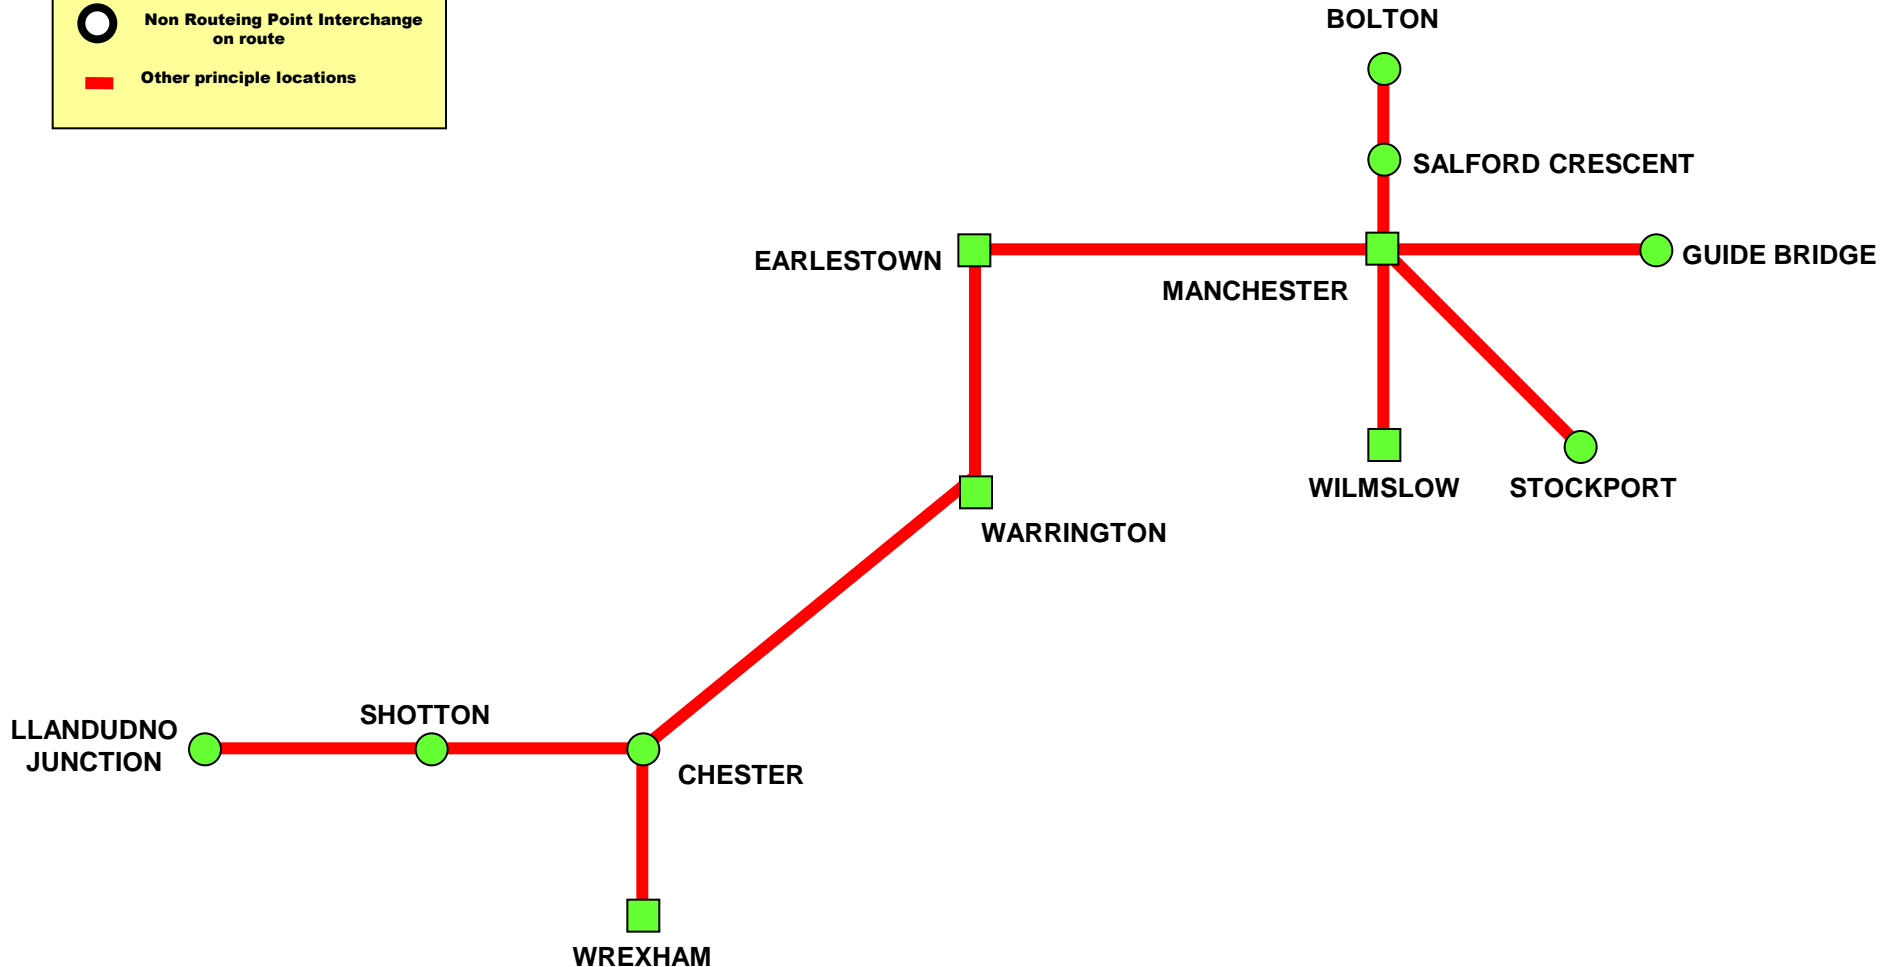 Non Routeing Point Interchange
on route
Other principle locations
BOLTON
SALFORD CRESCENT
EARLESTOWN
GUIDE BRIDGE
MANCHESTER
WILMSLOW
STOCKPORT
WARRINGTON
LLANDUDNO
JUNCTION
SHOTTON
CHESTER
WREXHAM